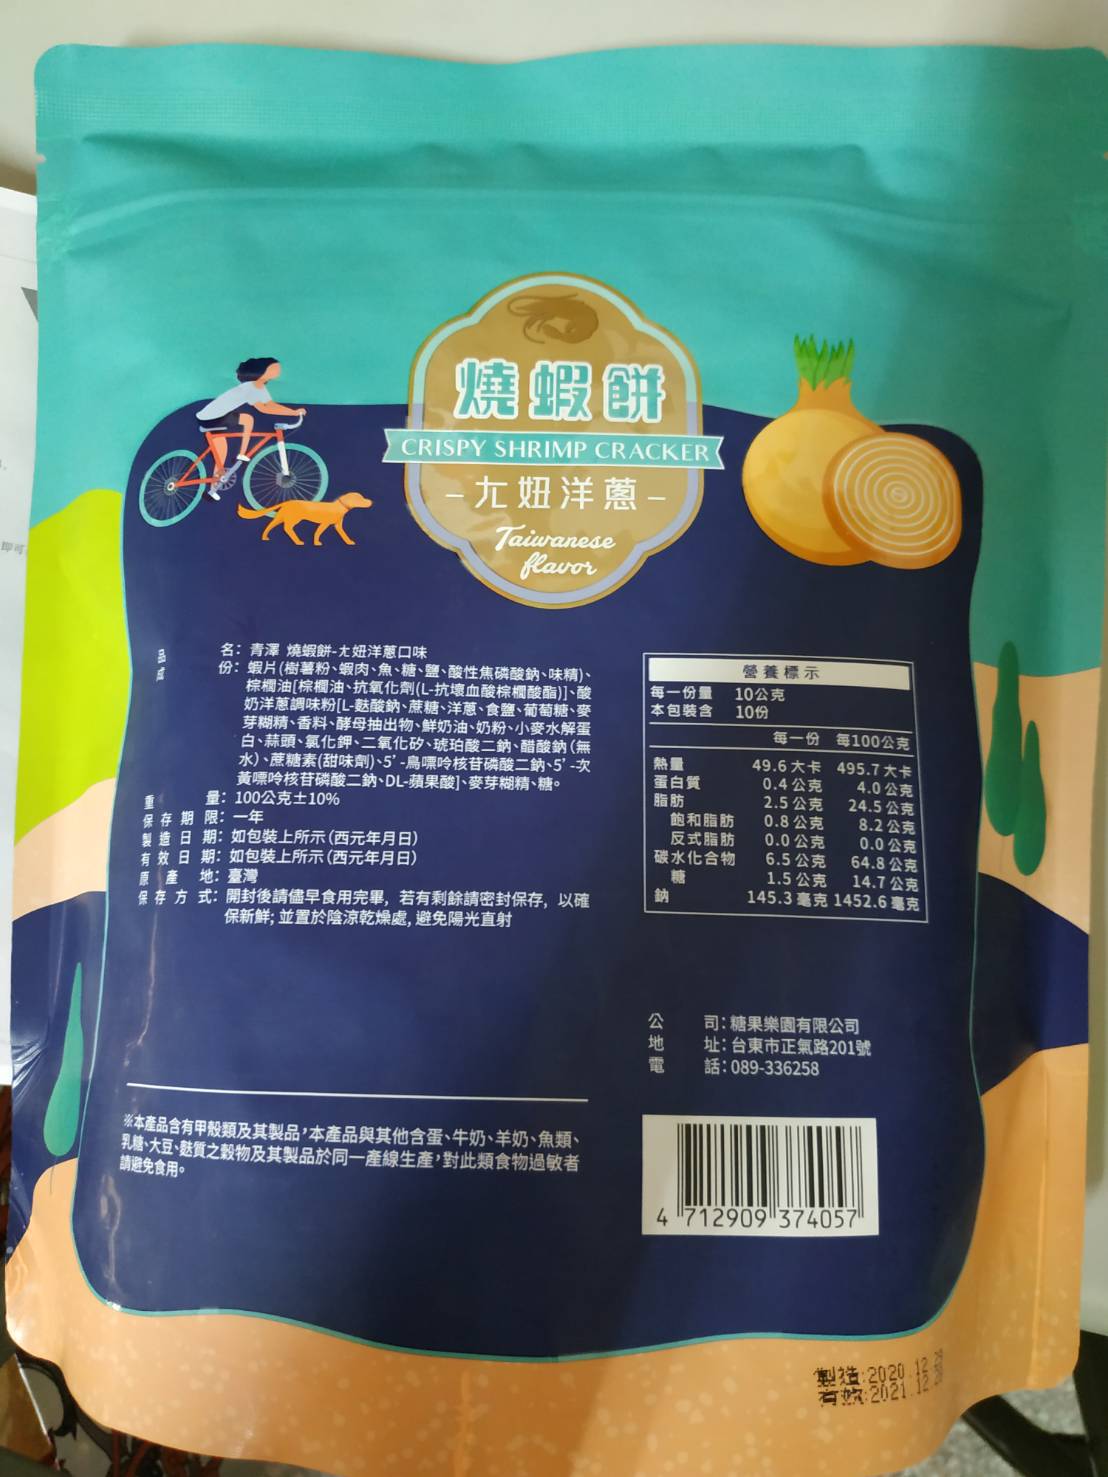 燒蝦餅
CRISPY SHRIMP CRACKER
-ㄤ妞洋蔥-
Taiwanese
flavor
品名：青澤 燒蝦餅-ㄤ妞洋蔥口味
成份：蝦片(樹薯粉、蝦肉、魚、糖、鹽、酸性焦磷酸鈉、味精)、
棕櫚油[棕櫚油、抗氧化劑(L-抗壞血酸棕櫚酸酯)]、酸
奶洋蔥調味粉[L-麩酸鈉、蔗糖、洋蔥、食鹽、葡萄糖、麥
芽糊精、香料、酵母抽出物、鮮奶油、奶粉、小麥水解蛋
白、蒜頭、氯化鉀、二氧化矽、琥珀酸二鈉、醋酸鈉(無
水)、蔗糖素(甜味劑)、5'-鳥嘌呤核苷磷酸二鈉、5'-次
黃嘌呤核苷磷酸二鈉、DL-蘋果酸]、麥芽糊精、糖。
重量：100公克±10%
保存期限：一年
製造日期：如包裝上所示(西元年月日)
有效日期：如包裝上所示(西元年月日)
原產地：臺灣
保存方式：開封後請儘早食用完畢，若有剩餘請密封保存，以確
保新鮮；並置於陰涼乾燥處，避免陽光直射
營養標示
每一份量 10公克
本包裝含 10份
每一份 每100公克
熱量 49.6大卡 495.7大卡
蛋白質 0.4公克 4.0公克
脂肪 2.5公克 24.5公克
飽和脂肪 0.8公克 8.2公克
反式脂肪 0.0公克 0.0公克
碳水化合物 6.5公克 64.8公克
糖 1.5公克 14.7公克
鈉 145.3毫克 1452.6毫克
公司：糖果樂園有限公司
地址：台東市正氣路201號
電話：089-336258
※本產品含有甲殼類及其製品，本產品與其他含蛋、牛奶、羊奶、魚類、
乳糖、大豆、麩質之穀物及其製品於同一產線生產，對此類食物過敏者
請避免食用。
4 712909 374057
製造:2020.12.29
有效:2021.12.28